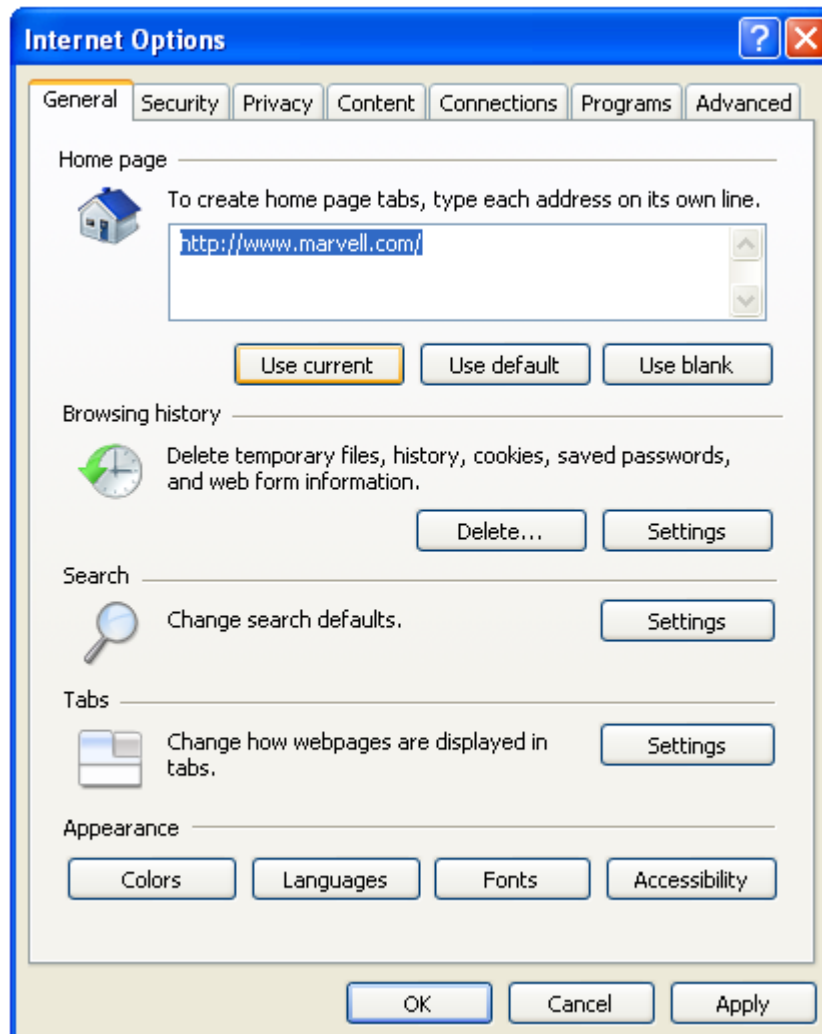 Internet Options
General Security Privacy Content Connections Programs Advanced
Home page
To create home page tabs, type each address on its own line.
http://www.marvell.com/
Use current Use default Use blank
Browsing history
Delete temporary files, history, cookies, saved passwords,
and web form information.
Delete... Settings
Search
Change search defaults. Settings
Tabs
Change how webpages are displayed in
tabs.
Settings
Appearance
Colors Languages Fonts Accessibility
OK Cancel Apply